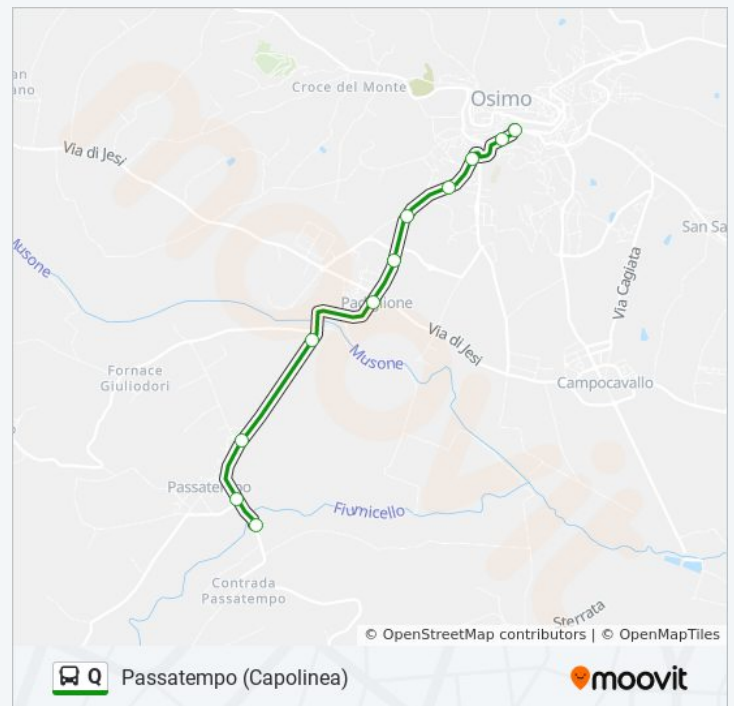 Croce del Monte
Osimo
Via di Jesi
San Sa
Musone
Via Cagiata
Via di Jesi
Musone
Campocavallo
Fornace
Giuliodori
Passatempo
Fiumicello
Contrada
Passatempo
Sterrata
© OpenStreetMap contributors | © OpenMapTiles
Q Passatempo (Capolinea)
moovit